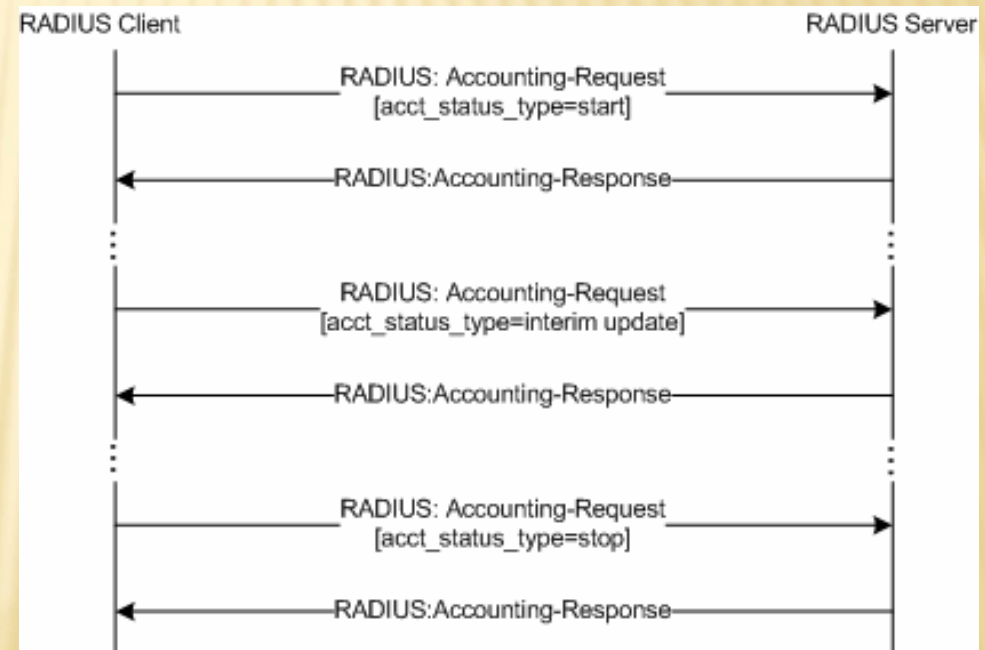 RADIUS Client
RADIUS Server
RADIUS: Accounting-Request
[acct_status_type=start]
RADIUS:Accounting-Response
RADIUS: Accounting-Request
[acct_status_type=interim update]
RADIUS:Accounting-Response
RADIUS: Accounting-Request
[acct_status_type=stop]
RADIUS:Accounting-Response